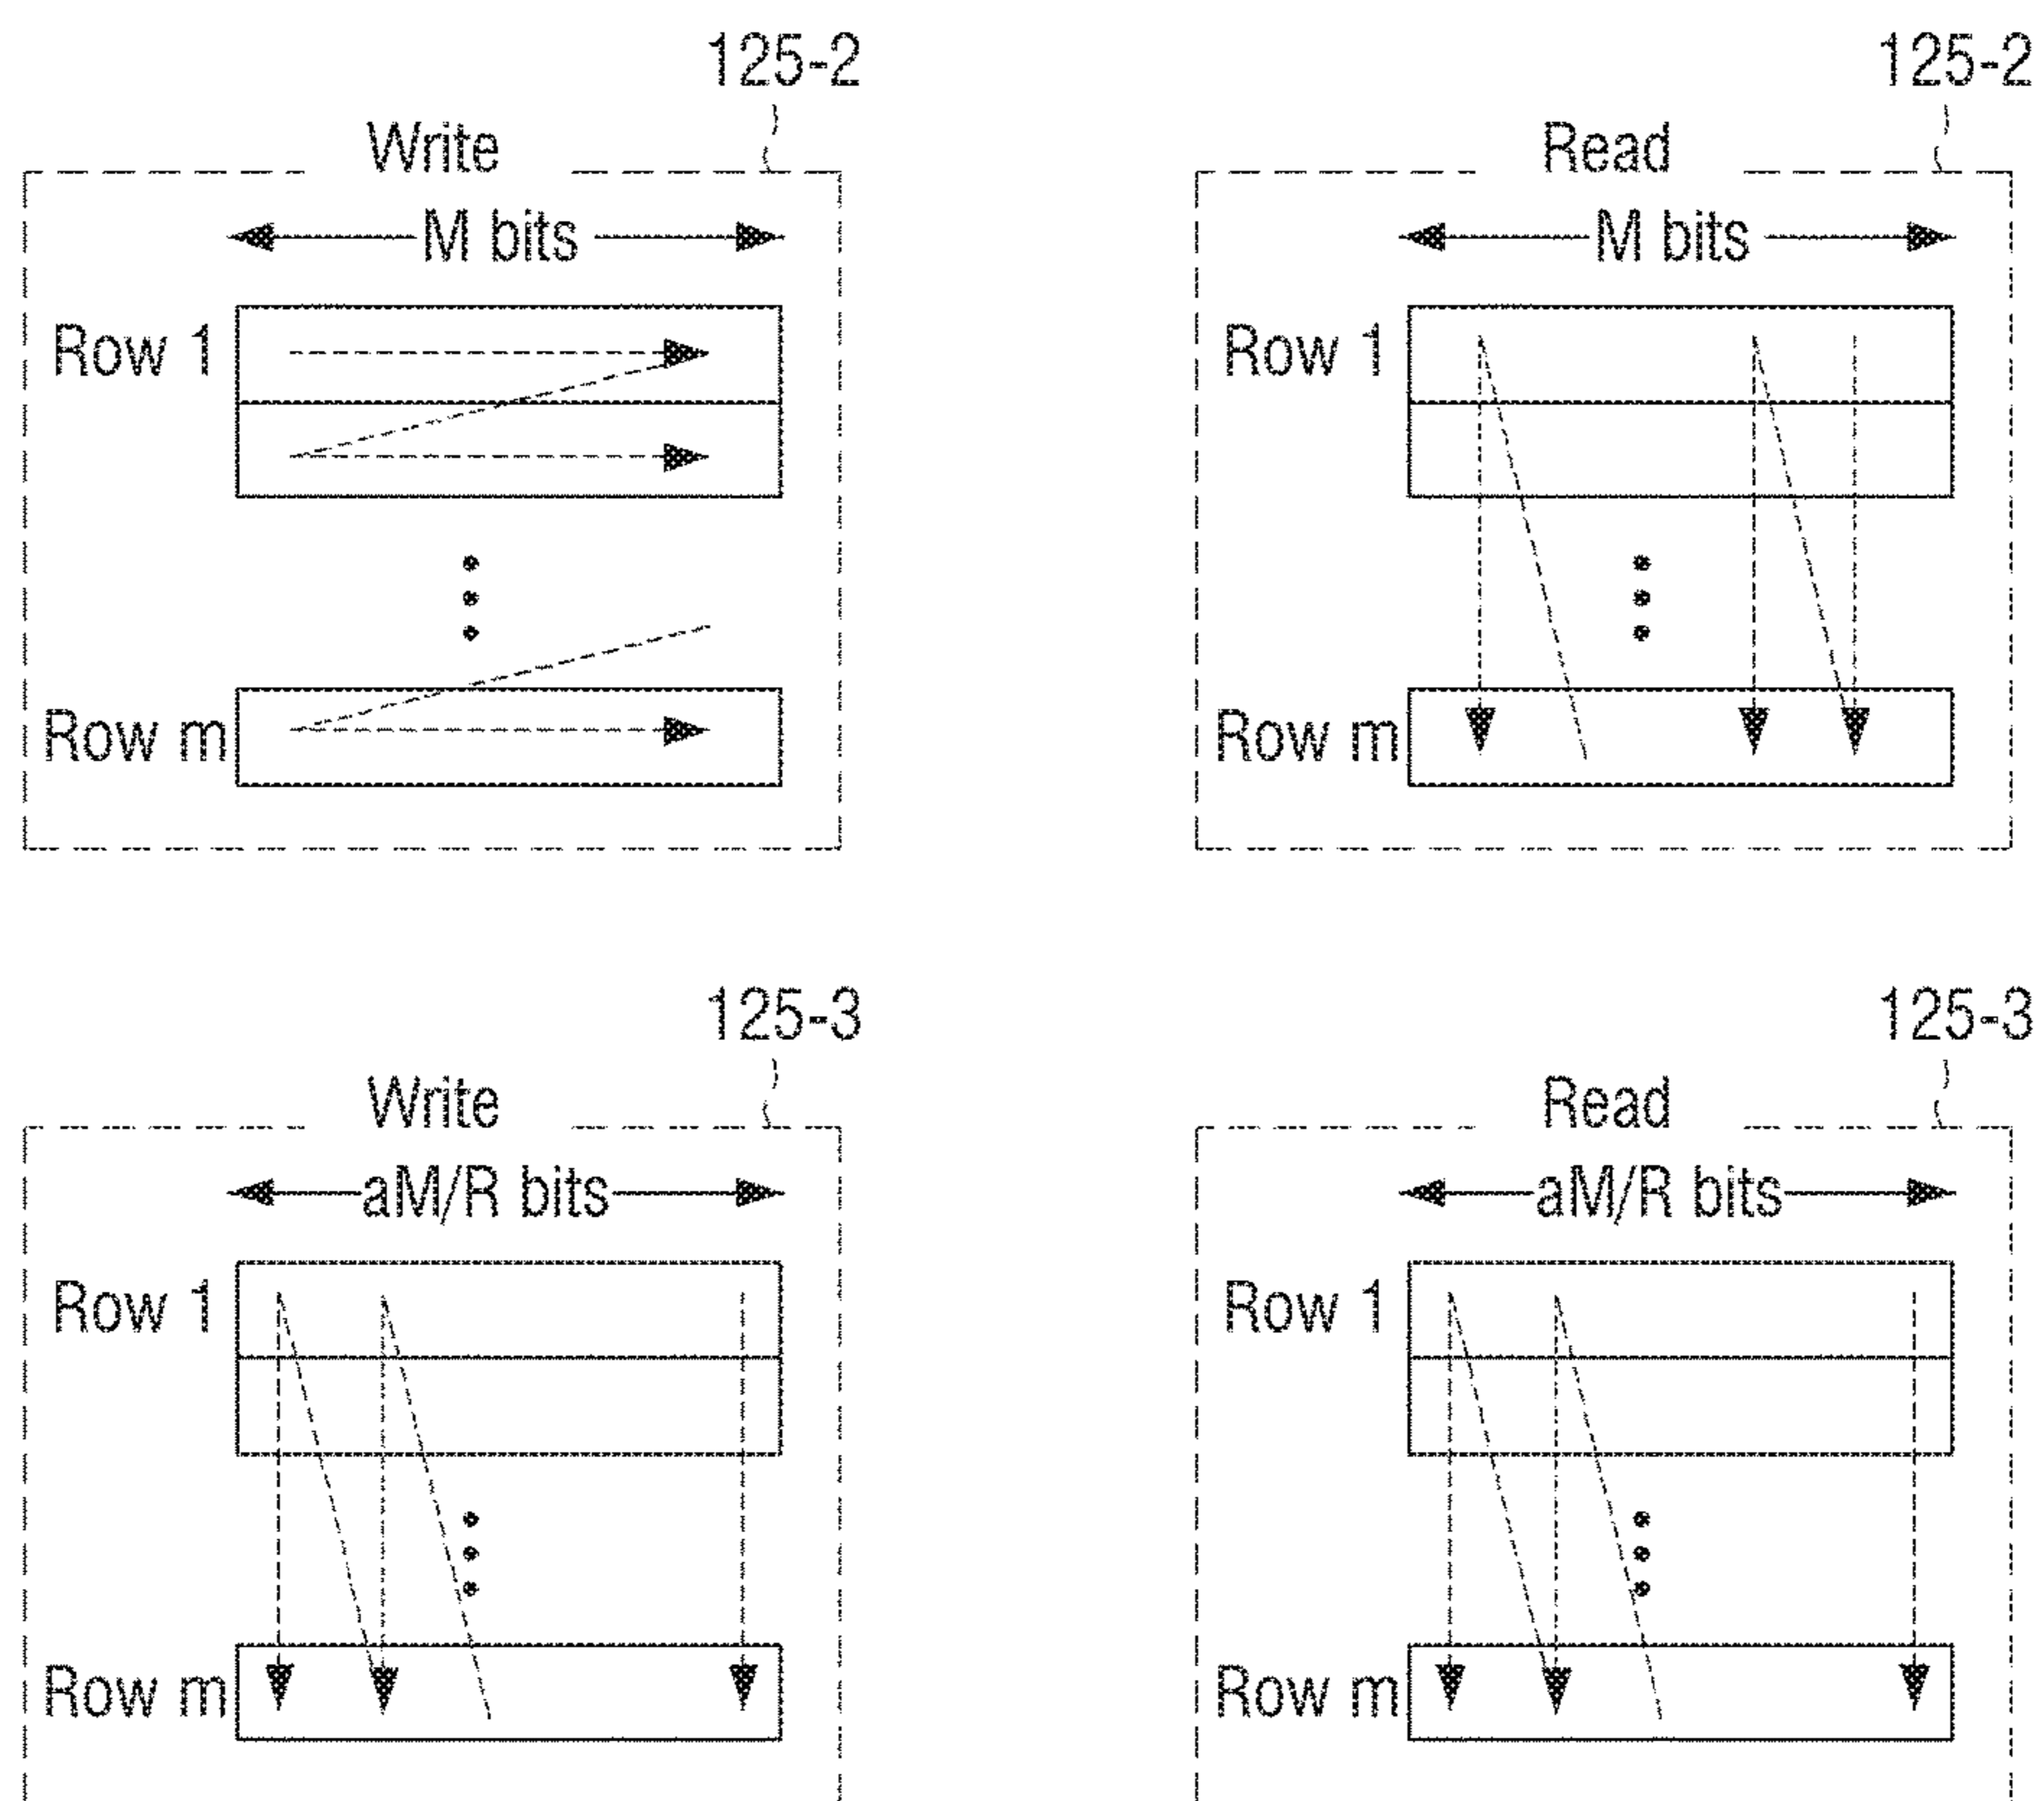 125-2
Write
M bits
Row 1
Row m
125-2
Read
M bits
Row 1
Row m
125-3
Write
aM/R bits
Row 1
Row m
125-3
Read
aM/R bits
Row 1
Row m